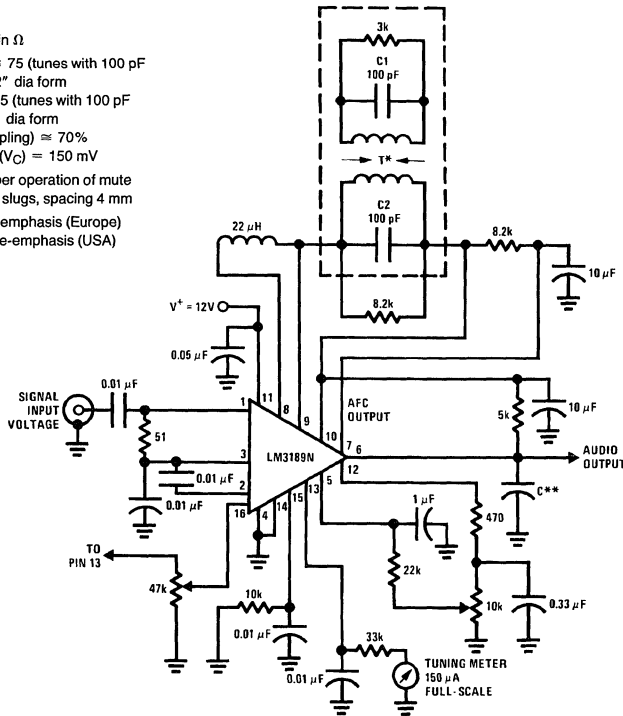 in Ω
75 (tunes with 100 pF
2" dia form
5 (tunes with 100 pF
dia form
pling) ≅ 70%
(VC) = 150 mV
per operation of mute
slugs, spacing 4 mm
emphasis (Europe)
e-emphasis (USA)
3k
C1
100 pF
T*
C2
100 pF
22 µH
8.2k
10 µF
8.2k
V+ = 12V
0.05 µF
0.01 µF
SIGNAL
INPUT
VOLTAGE
51
0.01 µF
0.01 µF
1
11
8
9
10
7
6
12
3
2
16
4
14
15
13
5
LM3189N
AFC
OUTPUT
5k
10 µF
AUDIO
OUTPUT
C**
1 µF
470
22k
10k
0.33 µF
TO
PIN 13
47k
10k
0.01 µF
33k
0.01 µF
TUNING METER
150 µA
FULL-SCALE